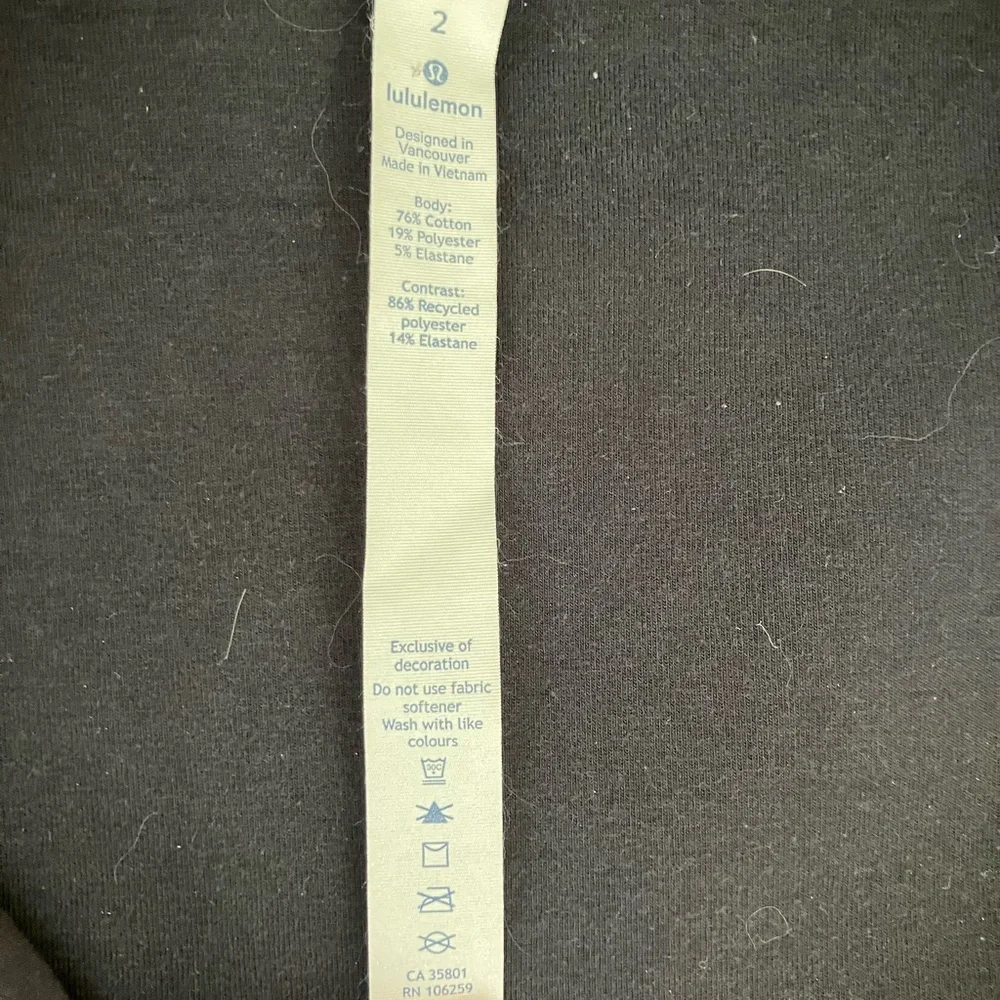 2
lululemon
Designed in
Vancouver
Made in Vietnam
Body:
76% Cotton
19% Polyester
5% Elastane
Contrast:
86% Recycled
polyester
14% Elastane
Exclusive of
decoration
Do not use fabric
softener
Wash with like
colours
30C
CA 35801
RN 106259